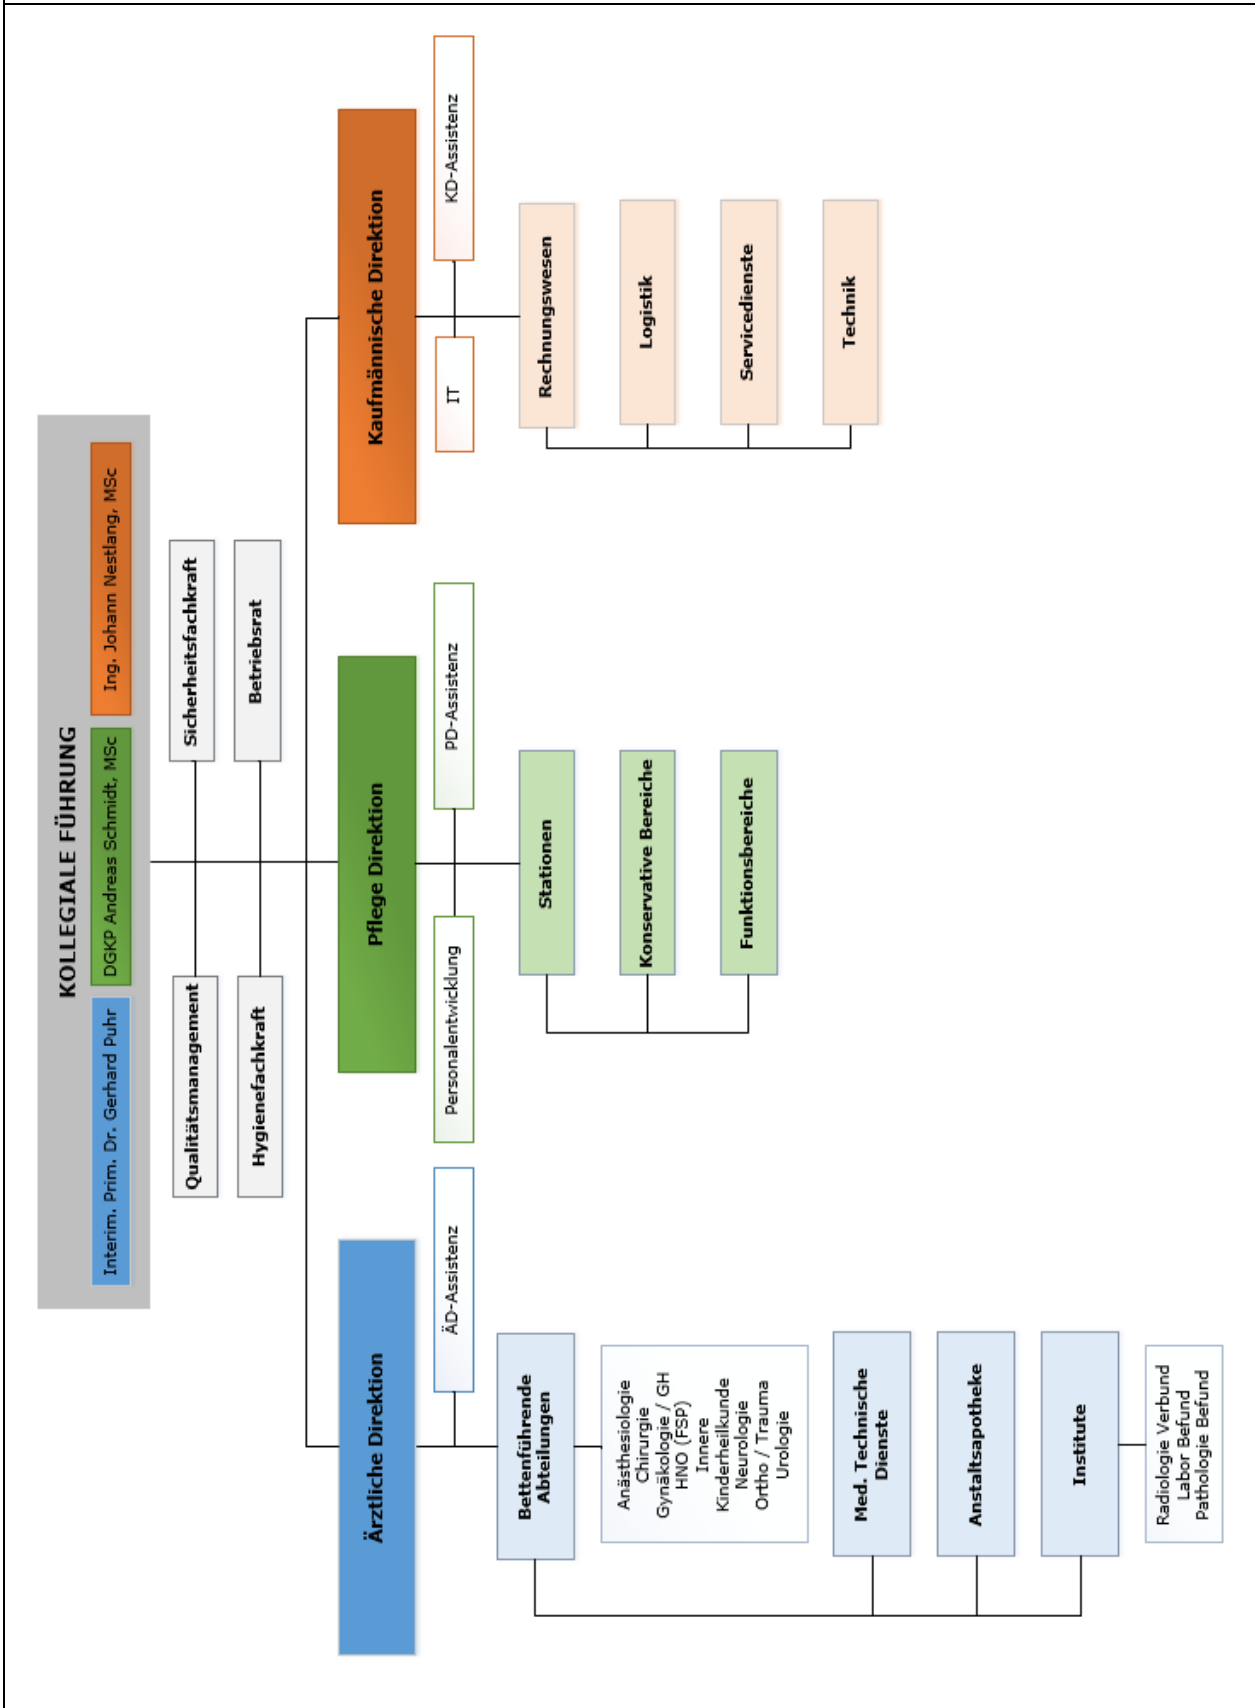 KOLLEGIALE FÜHRUNG
Interim. Prim. Dr. Gerhard Puhr
DGKP Andreas Schmidt, MSc
Ing. Johann Nestlang, MSc
Qualitätsmanagement
Sicherheitsfachkraft
Hygienefachkraft
Betriebsrat
Ärztliche Direktion
ÄD-Assistenz
Bettenführende
Abteilungen
Anästhesiologie
Chirurgie
Gynäkologie / GH
HNO (FSP)
Innere
Kinderheilkunde
Neurologie
Ortho / Trauma
Urologie
Med. Technische
Dienste
Anstaltsapotheke
Institute
Radiologie Verbund
Labor Befund
Pathologie Befund
Pflege Direktion
Personalentwicklung
PD-Assistenz
Stationen
Konservative Bereiche
Funktionsbereiche
Kaufmännische Direktion
IT
KD-Assistenz
Rechnungswesen
Logistik
Servicedienste
Technik